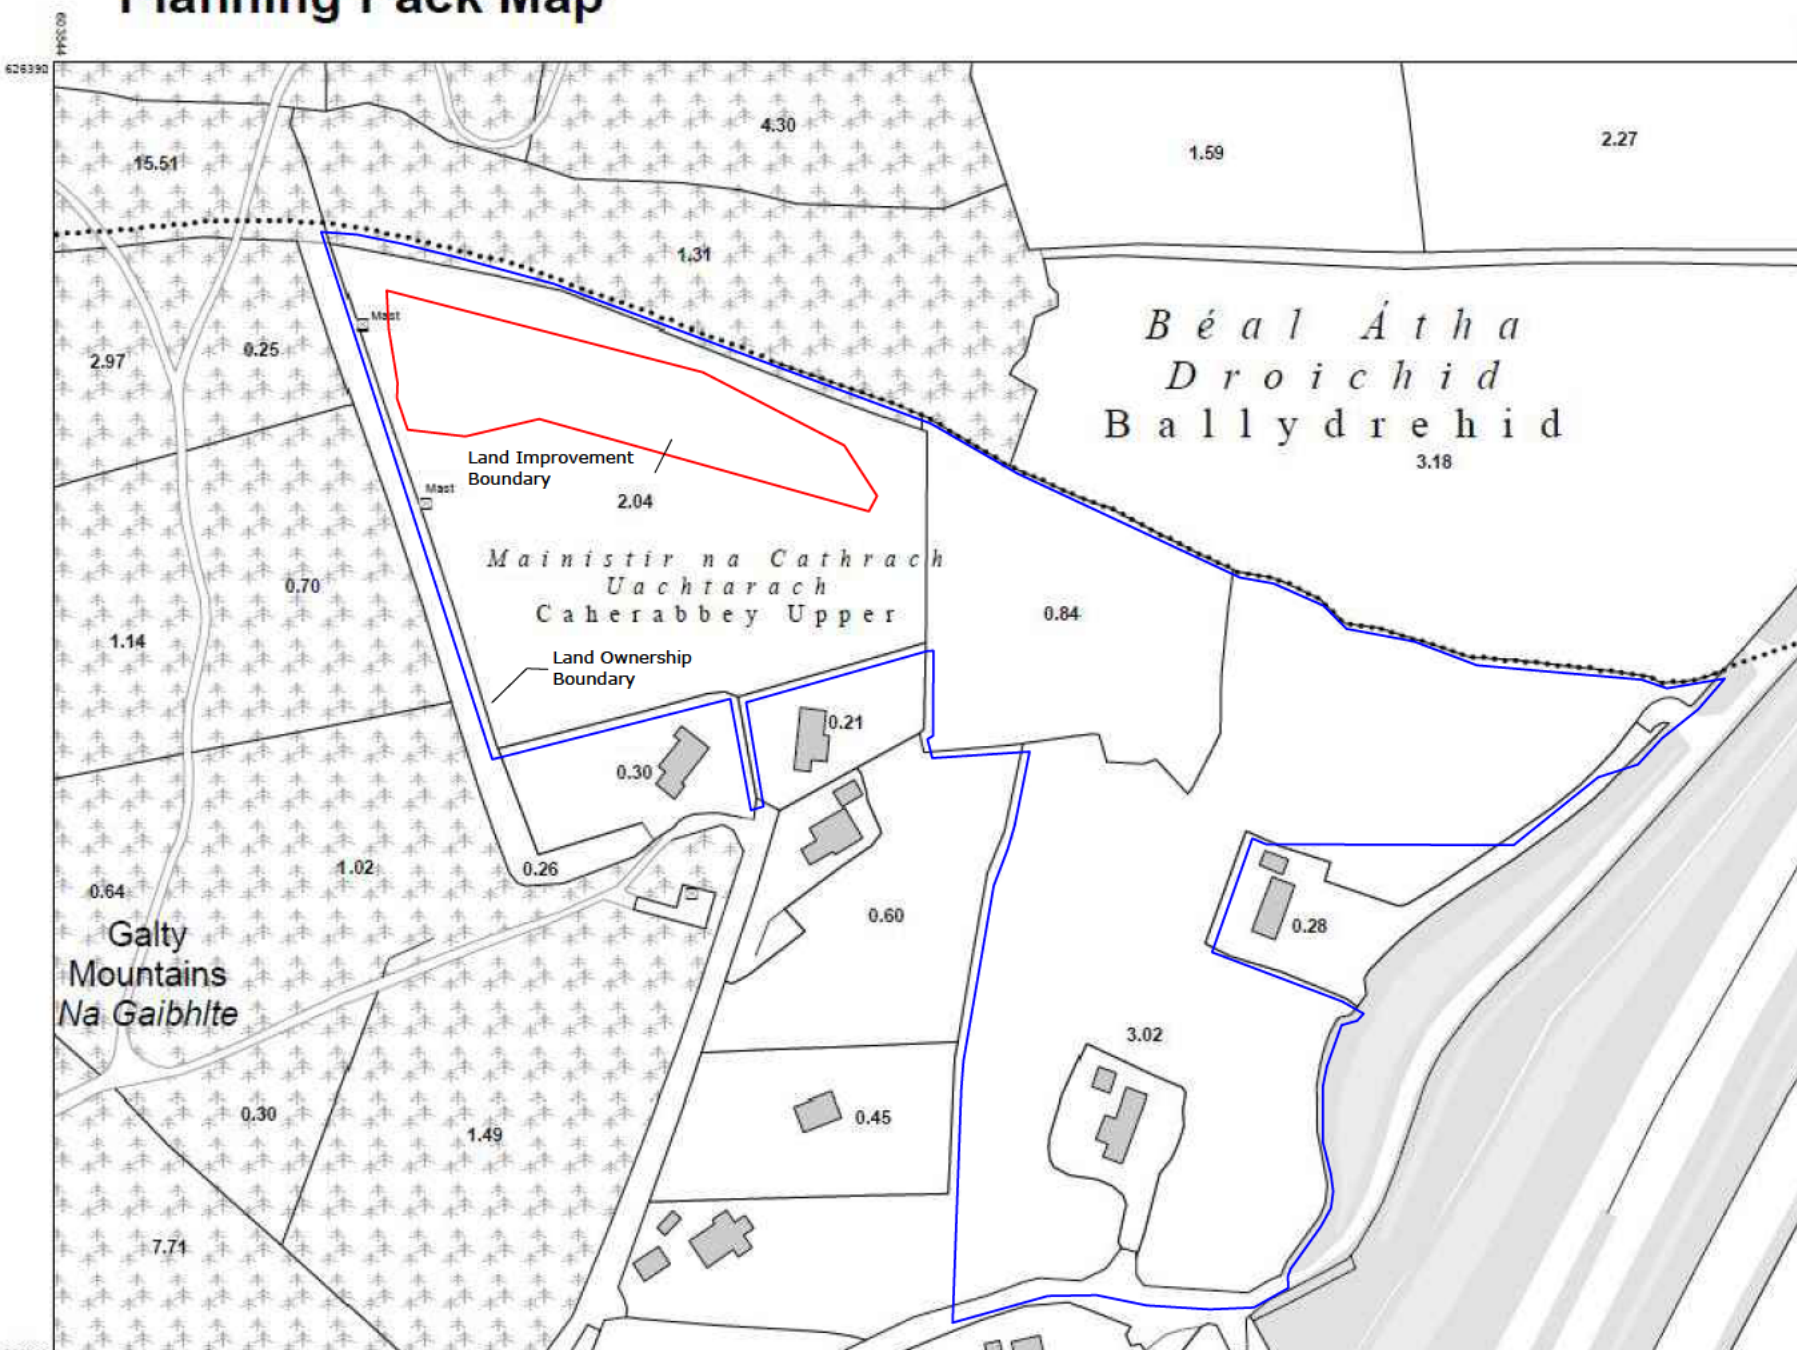 Planning Pack Map
603844
626390
4.30
2.27
1.59
15.51
1.31
Béal Átha
Droichid
Ballydrehid
3.18
Mast
0.25
2.97
Land Improvement
Boundary
Mast
2.04
Mainistir na Cathrach
Uachtarach
Caherabbey Upper
0.70
0.84
1.14
Land Ownership
Boundary
0.21
0.30
0.26
1.02
0.64
0.60
0.28
Galty
Mountains
Na Gaibhlte
3.02
0.30
0.45
1.49
7.71